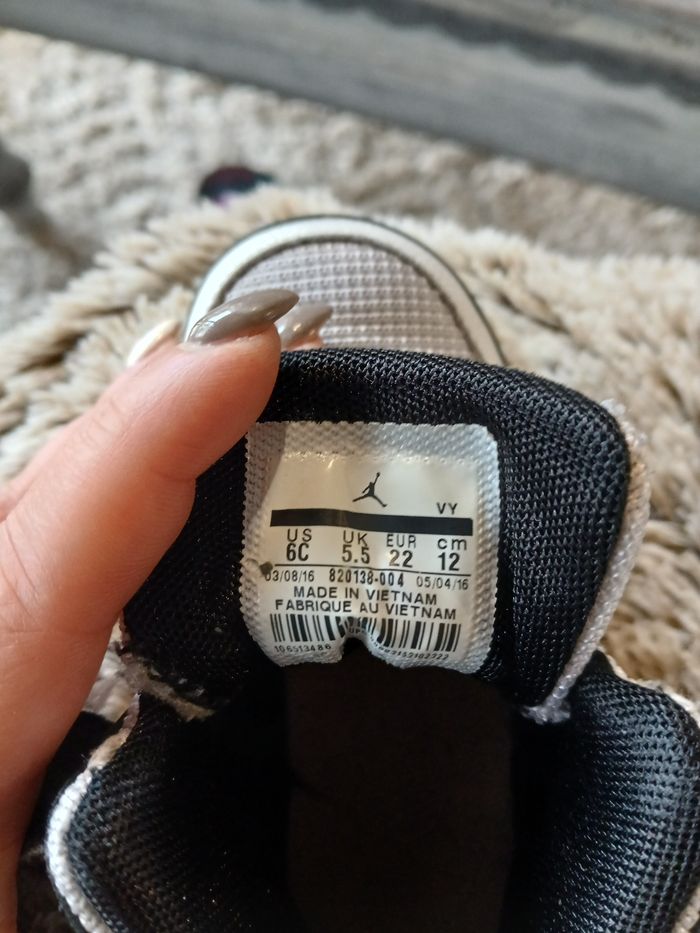 VY
US UK EUR cm
6C 5.5 22 12
03/08/16 820138-004 05/04/16
MADE IN VIETNAM
FABRIQUE AU VIETNAM
106513486